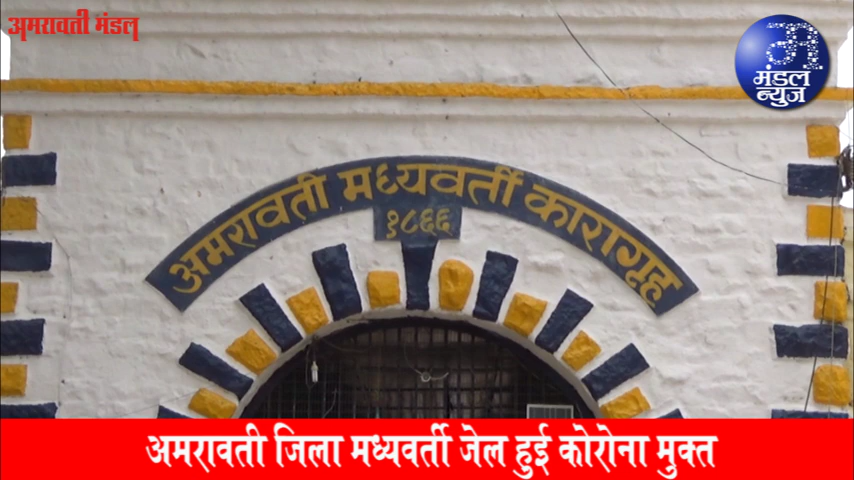 अमरावती मंडल
मंडल
न्युज
अमरावती मध्यवर्ती कारागृह
१८६६
अमरावती जिला मध्यवर्ती जेल हुई कोरोना मुक्त